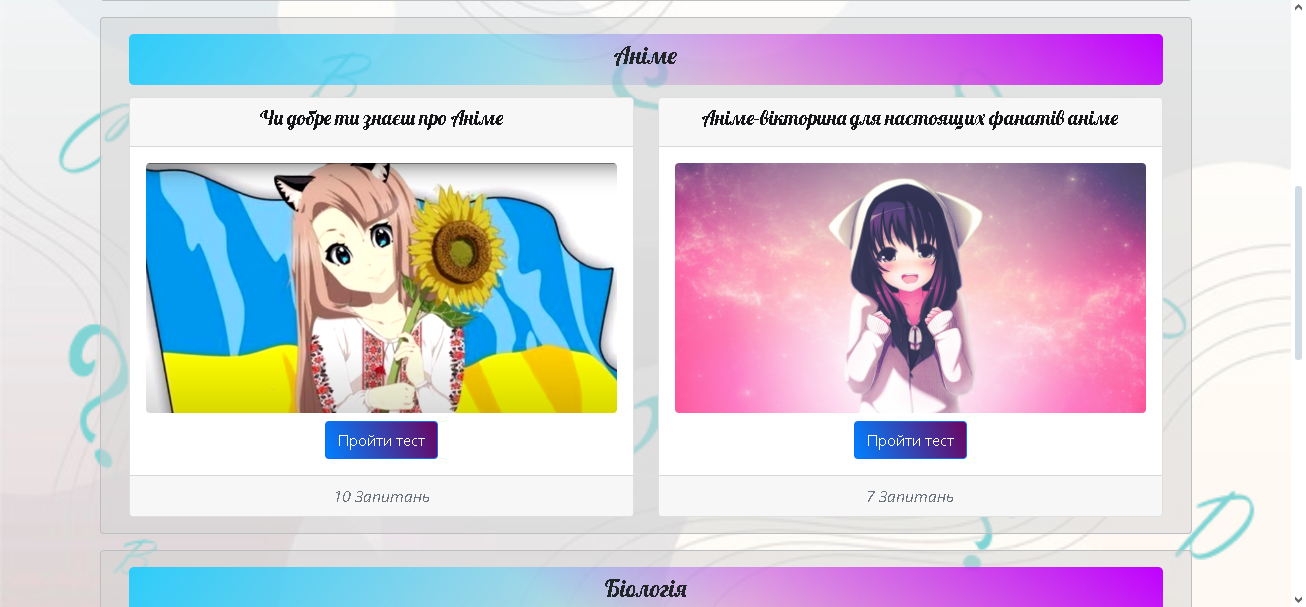 Аніме
Чи добре ти знаєш про Аніме
Аніме-вікторина для настоящих фанатів аніме
Пройти тест
Пройти тест
10 Запитань
7 Запитань
Біологія